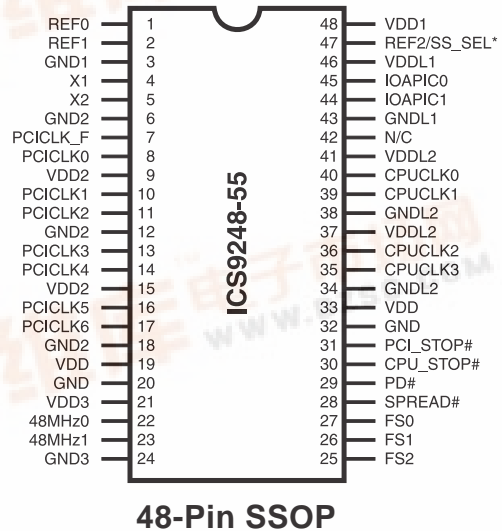 REF0 1 48 VDD1
REF1 2 47 REF2/SS_SEL*
GND1 3 46 VDDL1
X1 4 45 IOAPIC0
X2 5 44 IOAPIC1
GND2 6 43 GNDL1
PCICLK_F 7 42 N/C
PCICLK0 8 41 VDDL2
VDD2 9 40 CPUCLK0
PCICLK1 10 39 CPUCLK1
PCICLK2 11 38 GNDL2
GND2 12 37 VDDL2
PCICLK3 13 36 CPUCLK2
PCICLK4 14 35 CPUCLK3
VDD2 15 34 GNDL2
PCICLK5 16 33 VDD
PCICLK6 17 32 GND
GND2 18 31 PCI_STOP#
VDD 19 30 CPU_STOP#
GND 20 29 PD#
VDD3 21 28 SPREAD#
48MHz0 22 27 FS0
48MHz1 23 26 FS1
GND3 24 25 FS2
ICS9248-55
48-Pin SSOP